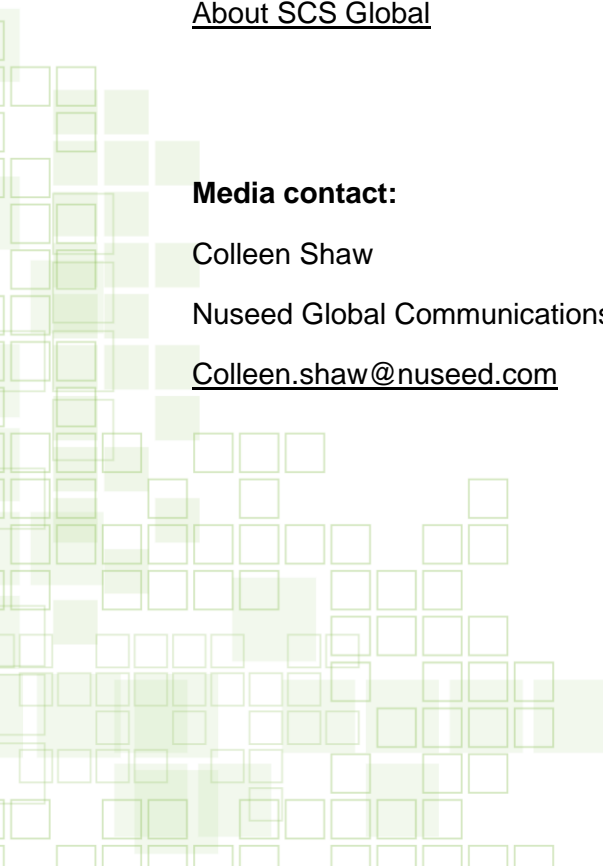 About SCS Global
Media contact:
Colleen Shaw
Nuseed Global Communications
Colleen.shaw@nuseed.com